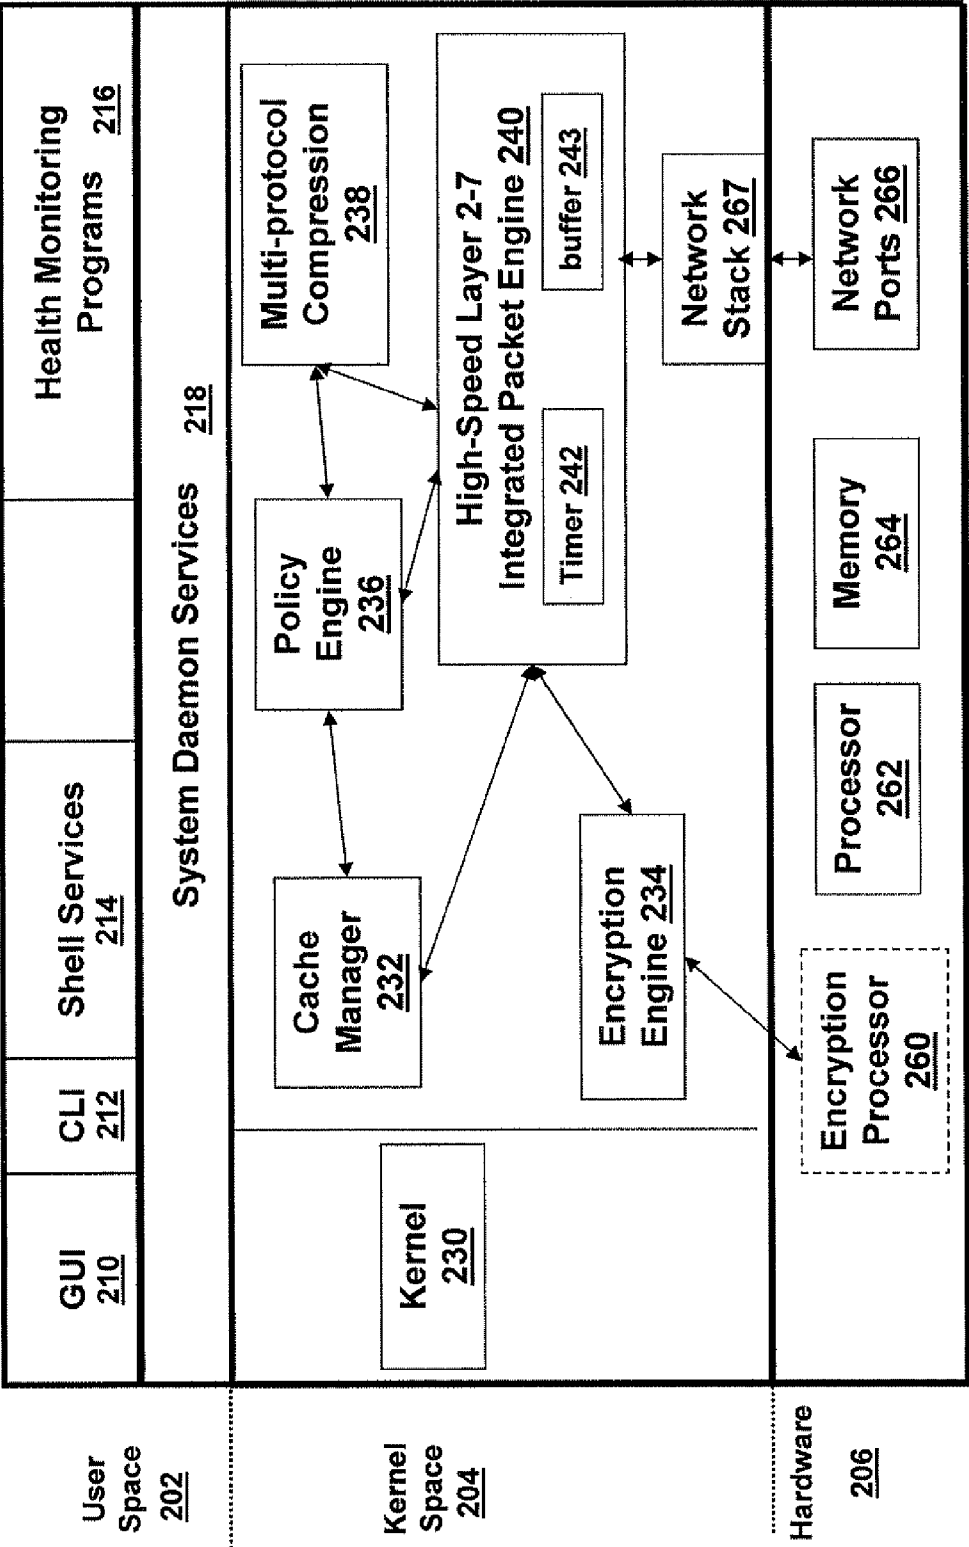 User
Space
202
GUI
210
CLI
212
Shell Services
214
Health Monitoring
Programs 216
System Daemon Services 218
Kernel
Space
204
Kernel
230
Cache
Manager
232
Policy
Engine
236
Multi-protocol
Compression
238
High-Speed Layer 2-7
Integrated Packet Engine 240
Timer 242
buffer 243
Encryption
Engine 234
Network
Stack 267
Hardware
206
Encryption
Processor
260
Processor
262
Memory
264
Network
Ports 266